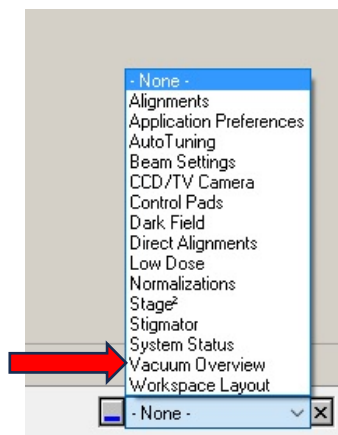 - None -
Alignments
Application Preferences
AutoTuning
Beam Settings
CCD/TV Camera
Control Pads
Dark Field
Direct Alignments
Low Dose
Normalizations
Stage²
Stigmator
System Status
Vacuum Overview
Workspace Layout
- None -